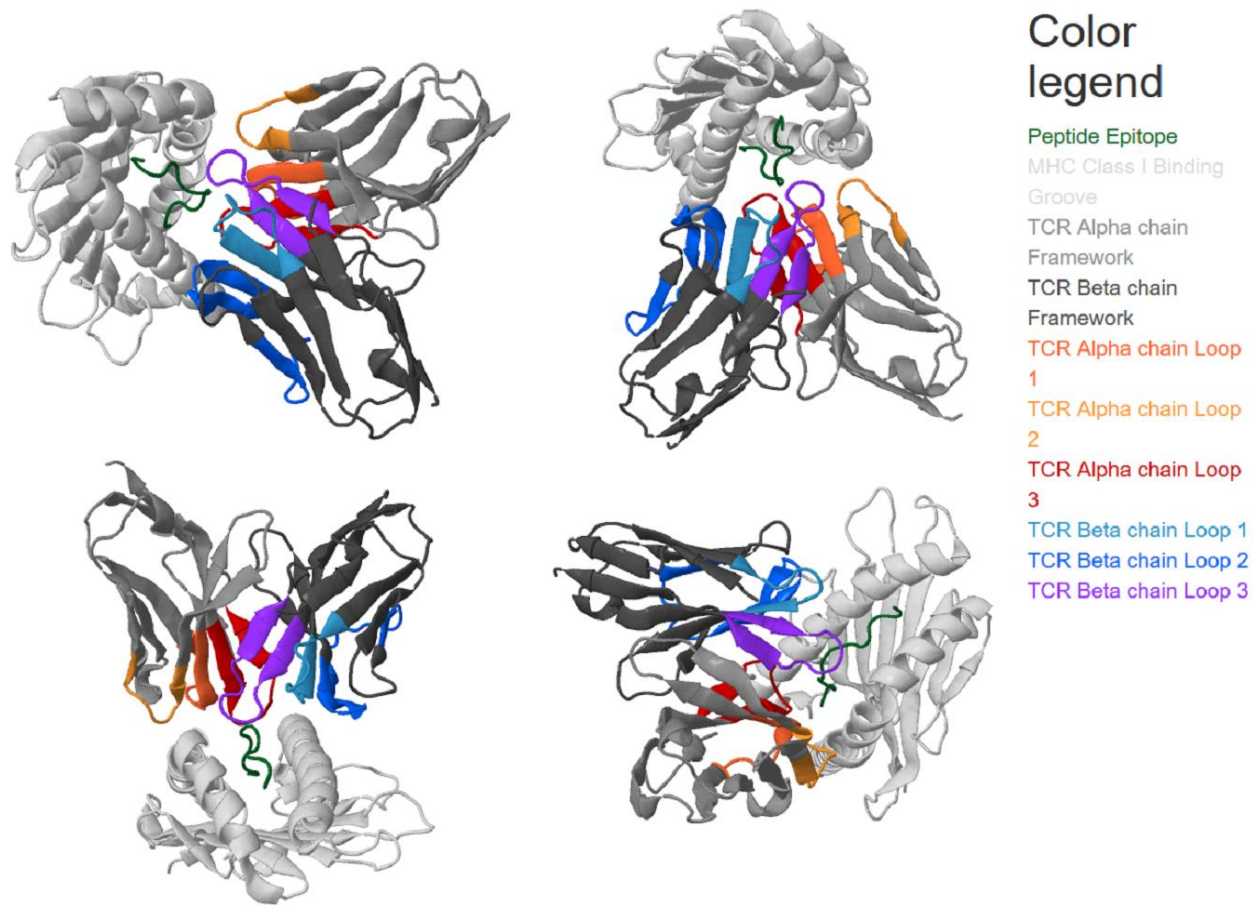 Color
legend
Peptide Epitope
MHC Class I Binding
Groove
TCR Alpha chain
Framework
TCR Beta chain
Framework
TCR Alpha chain Loop
1
TCR Alpha chain Loop
2
TCR Alpha chain Loop
3
TCR Beta chain Loop 1
TCR Beta chain Loop 2
TCR Beta chain Loop 3